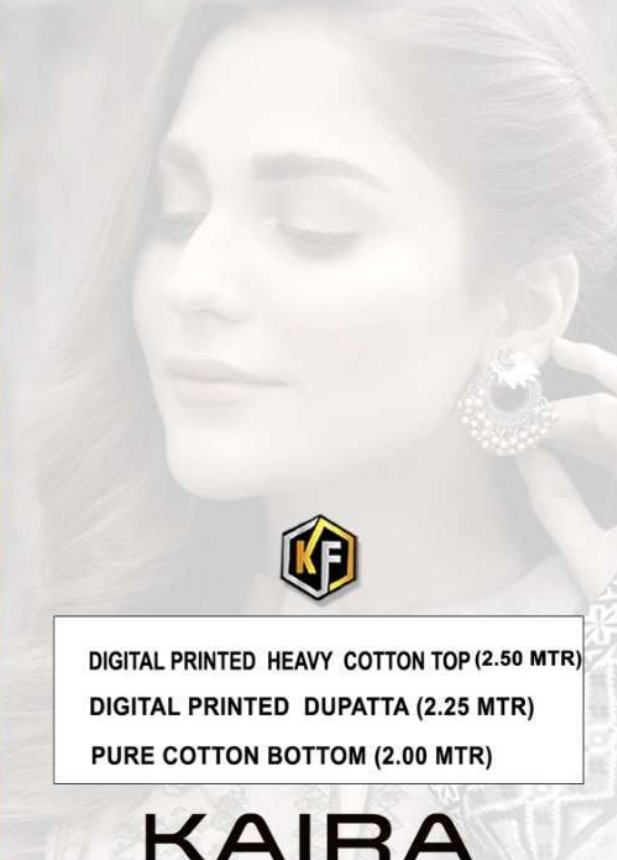 KF
DIGITAL PRINTED HEAVY COTTON TOP (2.50 MTR)
DIGITAL PRINTED DUPATTA (2.25 MTR)
PURE COTTON BOTTOM (2.00 MTR)
KAIRA